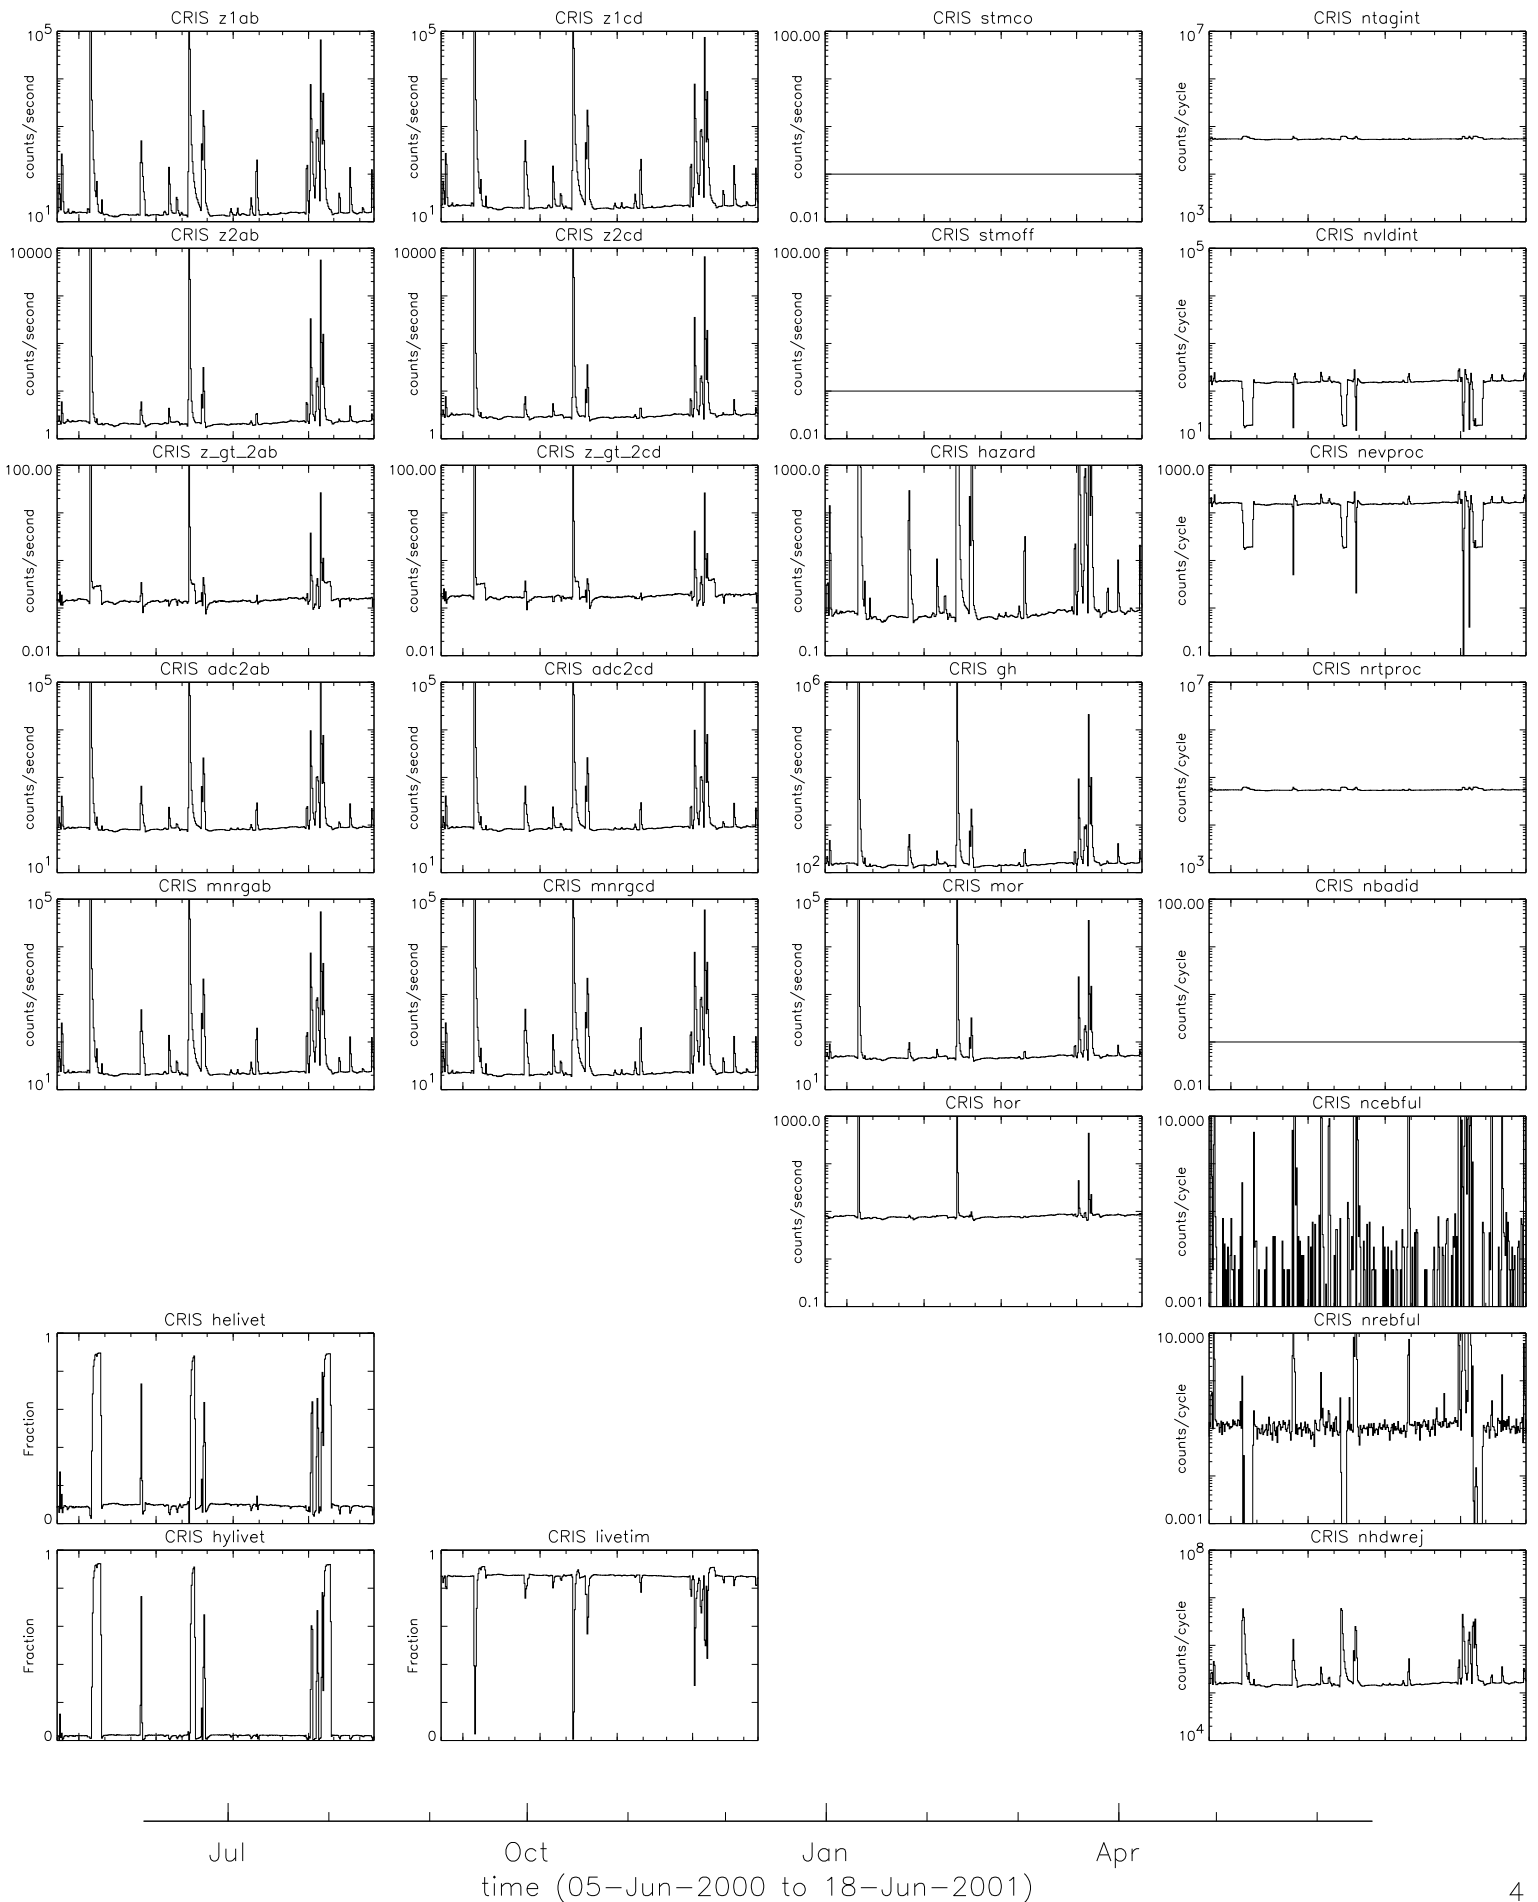 CRIS z1ab
10^5
counts/second
10^1
CRIS z1cd
10^5
counts/second
10^1
CRIS stmco
100.00
counts/second
0.01
CRIS ntagint
10^7
counts/cycle
10^3
CRIS z2ab
10000
counts/second
1
CRIS z2cd
10000
counts/second
1
CRIS stmoff
100.00
counts/second
0.01
CRIS nvldint
10^5
counts/cycle
10^1
CRIS z_gt_2ab
100.00
counts/second
0.01
CRIS z_gt_2cd
100.00
counts/second
0.01
CRIS hazard
1000.0
counts/second
0.1
CRIS nevproc
1000.0
counts/cycle
0.1
CRIS adc2ab
10^5
counts/second
10^1
CRIS adc2cd
10^5
counts/second
10^1
CRIS gh
10^6
counts/second
10^2
CRIS nrtproc
10^7
counts/cycle
10^3
CRIS mnrgab
10^5
counts/second
10^1
CRIS mnrgcd
10^5
counts/second
10^1
CRIS mor
10^5
counts/second
10^1
CRIS nbadid
100.00
counts/cycle
0.01
CRIS hor
1000.0
counts/second
0.1
CRIS ncebful
10.000
counts/cycle
0.001
CRIS helivet
1
Fraction
0
CRIS nrebful
10.000
counts/cycle
0.001
CRIS hylivet
1
Fraction
0
CRIS livetim
1
Fraction
0
CRIS nhdwrej
10^8
counts/cycle
10^4
Jul Oct Jan Apr
time (05-Jun-2000 to 18-Jun-2001)
4